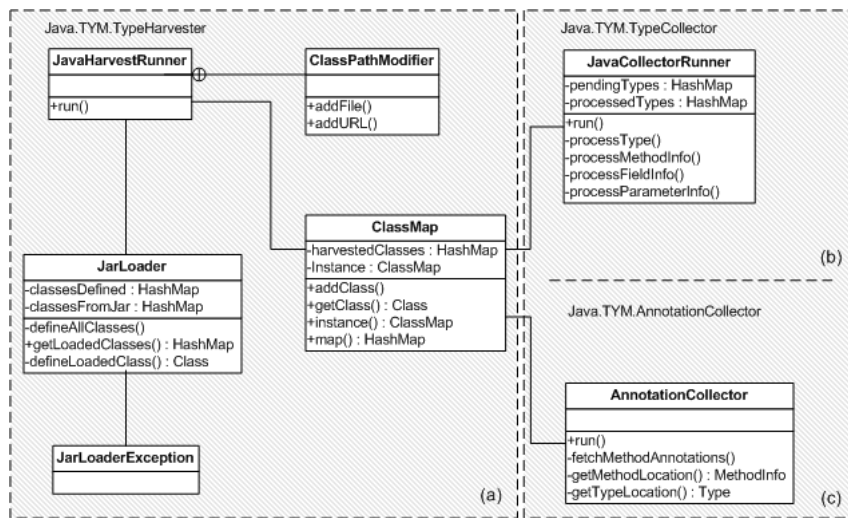 Java.TYM.TypeHarvester
JavaHarvestRunner
+run()
ClassPathModifier
+addFile()
+addURL()
ClassMap
-harvestedClasses : HashMap
-Instance : ClassMap
+addClass()
+getClass() : Class
+instance() : ClassMap
+map() : HashMap
JarLoader
-classesDefined : HashMap
-classesFromJar : HashMap
-defineAllClasses()
+getLoadedClasses() : HashMap
-defineLoadedClass() : Class
JarLoaderException
(a)
Java.TYM.TypeCollector
JavaCollectorRunner
-pendingTypes : HashMap
-processedTypes : HashMap
+run()
-processType()
-processMethodInfo()
-processFieldInfo()
-processParameterInfo()
(b)
Java.TYM.AnnotationCollector
AnnotationCollector
+run()
-fetchMethodAnnotations()
-getMethodLocation() : MethodInfo
-getTypeLocation() : Type
(c)